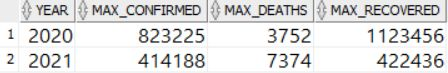 YEAR MAX_CONFIRMED MAX_DEATHS MAX_RECOVERED
1 2020 823225 3752 1123456
2 2021 414188 7374 422436